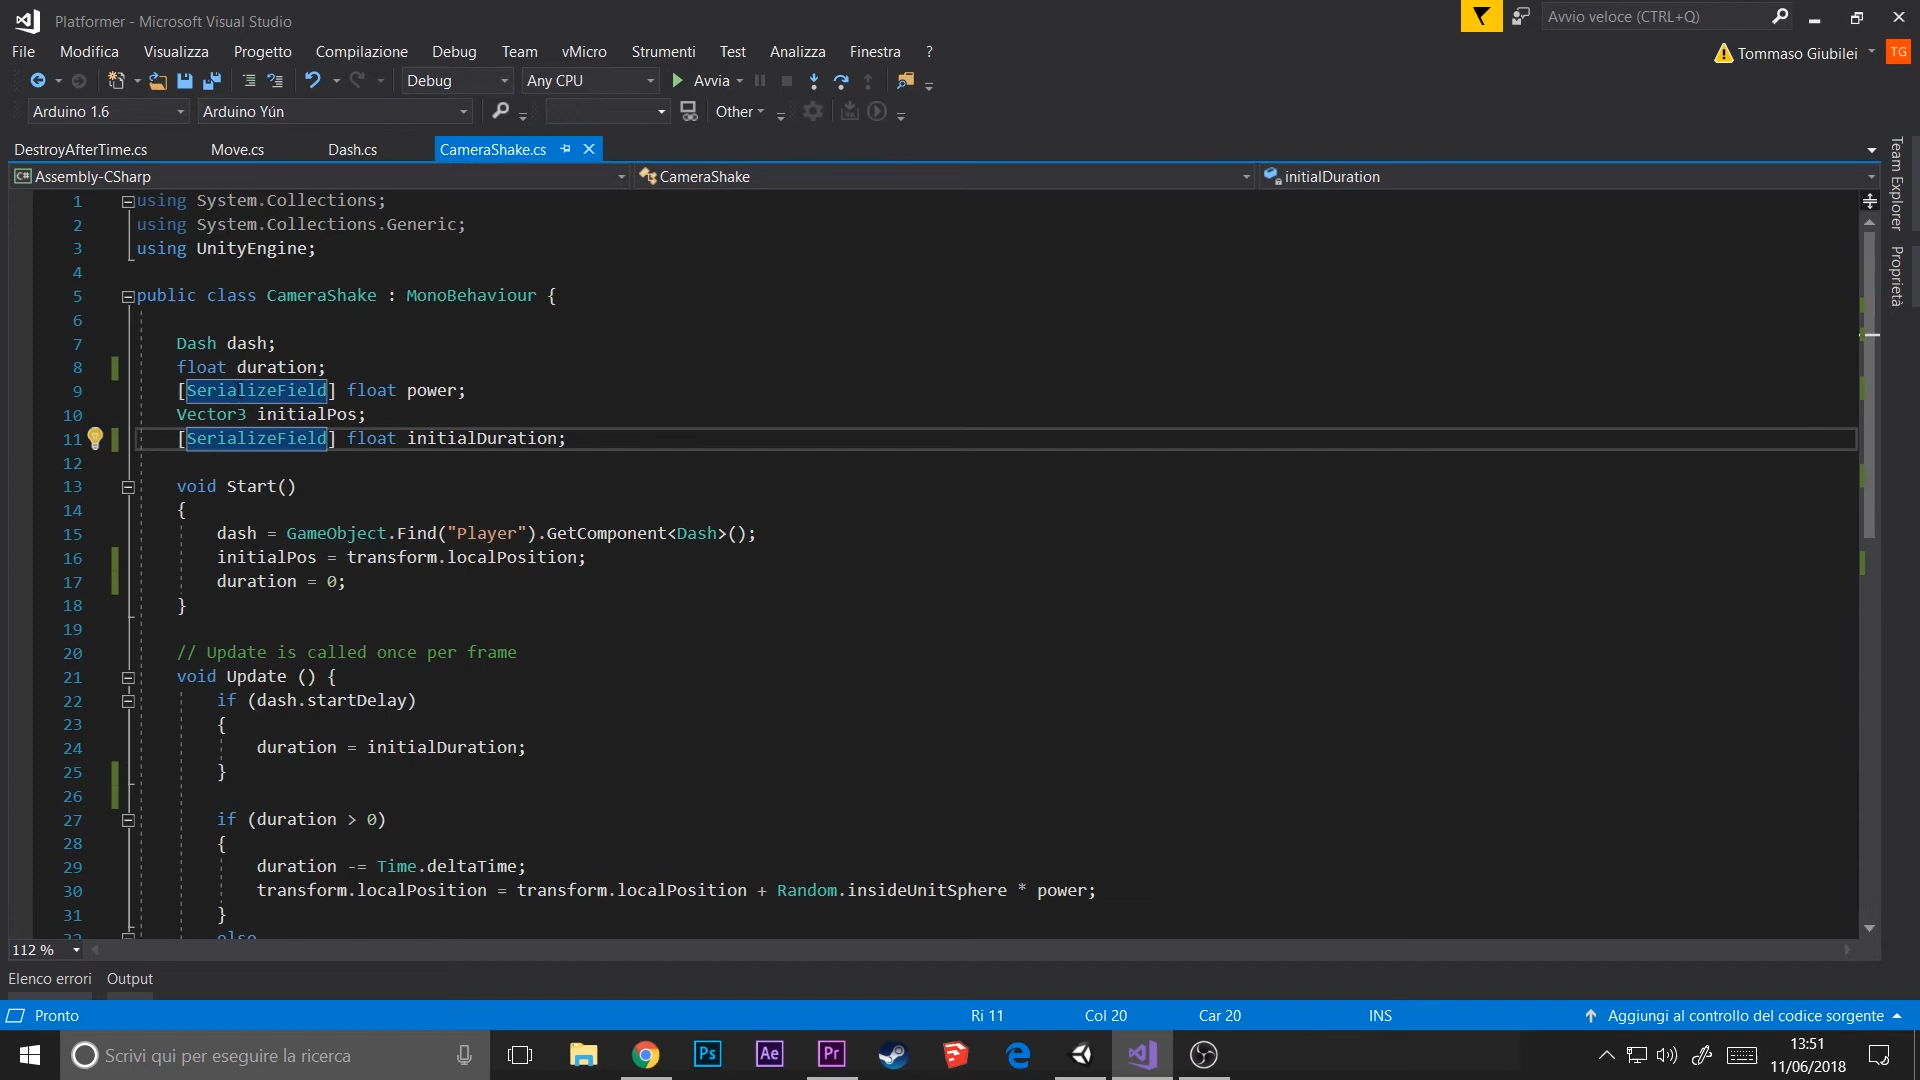 Platformer - Microsoft Visual Studio
Avvio veloce (CTRL+Q)
File Modifica Visualizza Progetto Compilazione Debug Team vMicro Strumenti Test Analizza Finestra ?
Tommaso Giubilei TG
Debug Any CPU Avvia
Arduino 1.6 Arduino Yún Other
DestroyAfterTime.cs Move.cs Dash.cs CameraShake.cs
C# Assembly-CSharp CameraShake initialDuration
Team Explorer
Proprietà
1 using System.Collections;
2 using System.Collections.Generic;
3 using UnityEngine;
4
5 public class CameraShake : MonoBehaviour {
6
7 Dash dash;
8 float duration;
9 [SerializeField] float power;
10 Vector3 initialPos;
11 [SerializeField] float initialDuration;
12
13 void Start()
14 {
15 dash = GameObject.Find("Player").GetComponent<Dash>();
16 initialPos = transform.localPosition;
17 duration = 0;
18 }
19
20 // Update is called once per frame
21 void Update () {
22 if (dash.startDelay)
23 {
24 duration = initialDuration;
25 }
26
27 if (duration > 0)
28 {
29 duration -= Time.deltaTime;
30 transform.localPosition = transform.localPosition + Random.insideUnitSphere * power;
31 }
32 else
112 %
Elenco errori Output
Pronto Ri 11 Col 20 Car 20 INS Aggiungi al controllo del codice sorgente
Scrivi qui per eseguire la ricerca Ps Ae Pr
13:51
11/06/2018